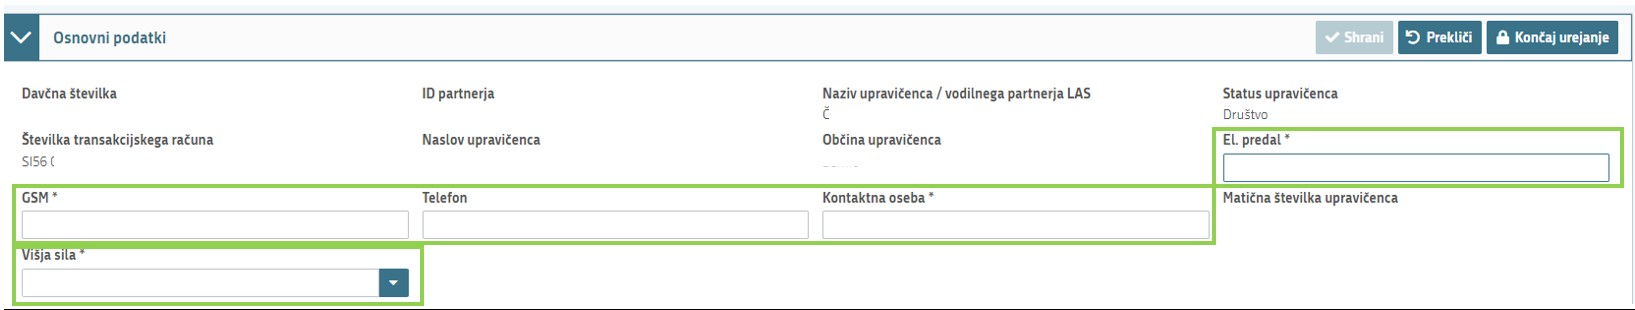 Osnovni podatki Shrani Prekliči Končaj urejanje
Davčna številka ID partnerja Naziv upravičenca / vodilnega partnerja LAS Status upravičenca
Č Društvo
Številka transakcijskega računa Naslov upravičenca Občina upravičenca El. predal *
SI56
GSM * Telefon Kontaktna oseba * Matična številka upravičenca
Višja sila *